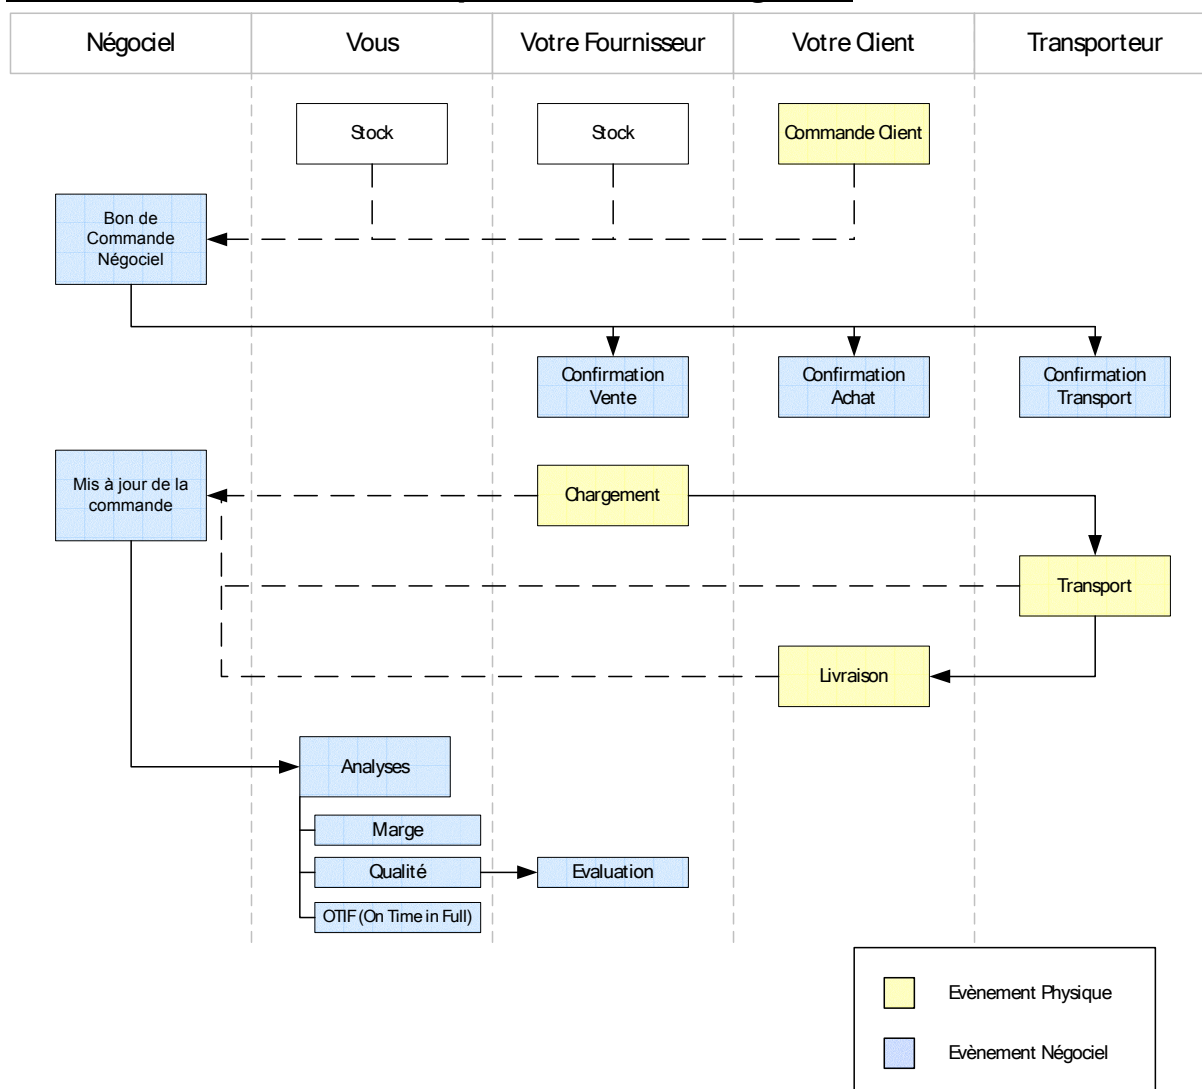 Négociel
Vous
Votre Fournisseur
Votre Client
Transporteur
Stock
Stock
Commande Client
Bon de
Commande
Négociel
Confirmation
Vente
Confirmation
Achat
Confirmation
Transport
Mis à jour de la
commande
Chargement
Transport
Livraison
Analyses
Marge
Qualité
Evaluation
OTIF (On Time in Full)
Evènement Physique
Evènement Négociel